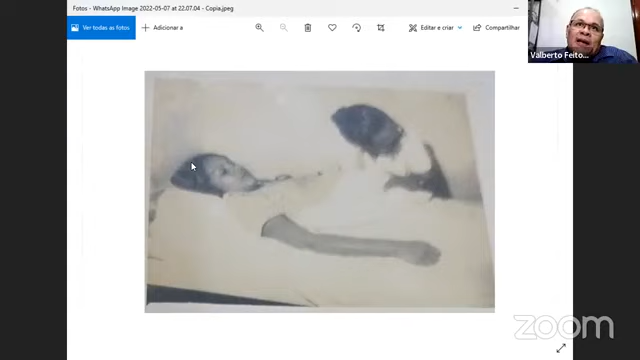 Fotos - WhatsApp Image 2022-05-07 at 22.07.04 - Copia.jpeg
Ver todas as fotos
Adicionar a
Editar e criar
Compartilhar
Valberto Feito...
zoom